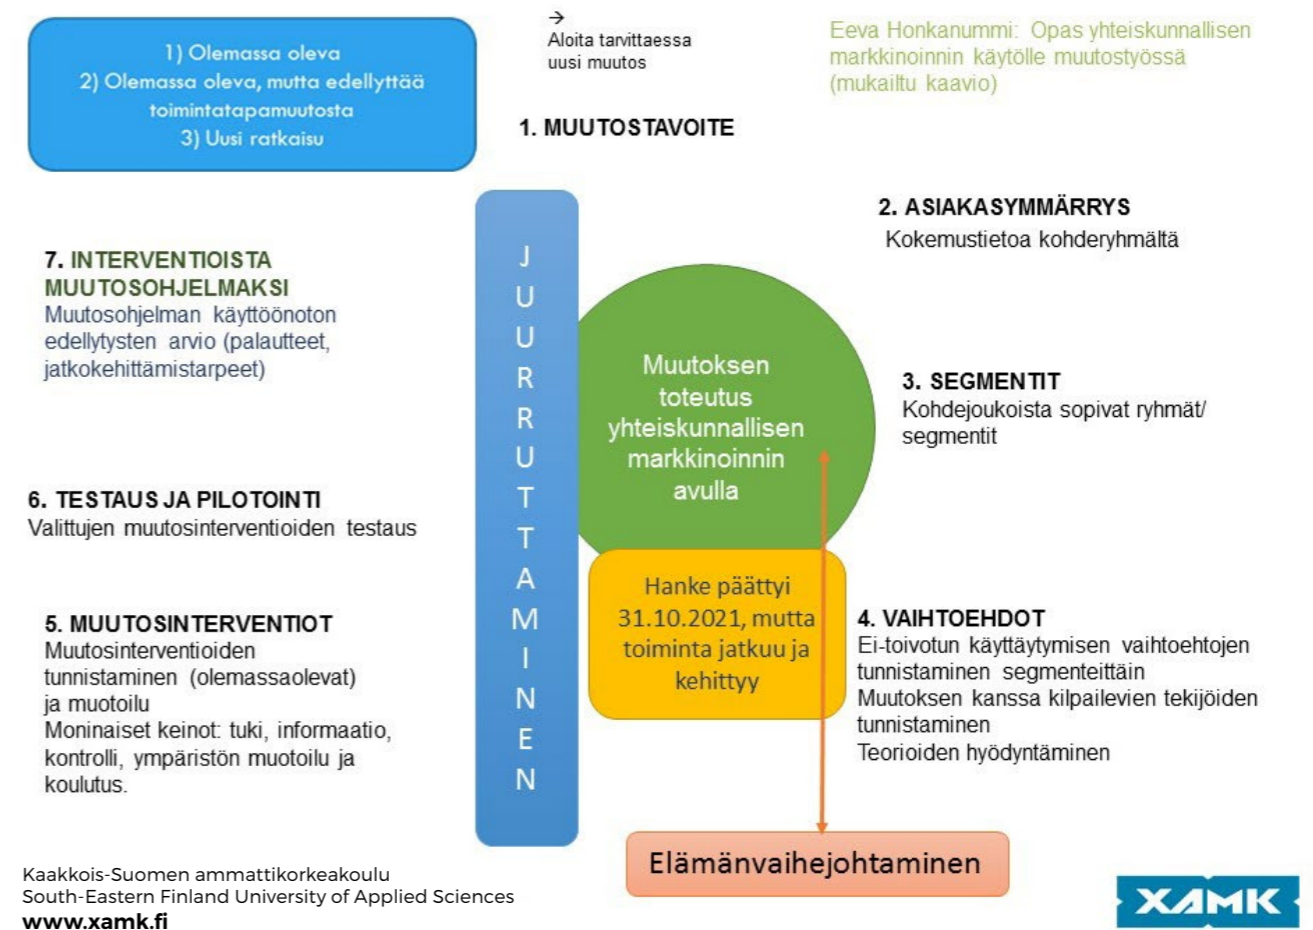 1) Olemassa oleva
2) Olemassa oleva, mutta edellyttää
toimintatapamuutosta
3) Uusi ratkaisu
→
Aloita tarvittaessa
uusi muutos
Eeva Honkanummi: Opas yhteiskunnallisen
markkinoinnin käytölle muutostyössä
(mukailtu kaavio)
1. MUUTOSTAVOITE
2. ASIAKASYMMÄRRYS
Kokemustietoa kohderyhmältä
3. SEGMENTIT
Kohdejoukoista sopivat ryhmät/
segmentit
4. VAIHTOEHDOT
Ei-toivotun käyttäytymisen vaihtoehtojen
tunnistaminen segmenteittäin
Muutoksen kanssa kilpailevien tekijöiden
tunnistaminen
Teorioiden hyödyntäminen
5. MUUTOSINTERVENTIOT
Muutosinterventioiden
tunnistaminen (olemassaolevat)
ja muotoilu
Moninaiset keinot: tuki, informaatio,
kontrolli, ympäristön muotoilu ja
koulutus.
6. TESTAUS JA PILOTOINTI
Valittujen muutosinterventioiden testaus
7. INTERVENTIOISTA
MUUTOSOHJELMAKSI
Muutosohjelman käyttöönoton
edellytysten arvio (palautteet,
jatkokehittämistarpeet)
J
U
U
R
R
U
T
T
A
M
I
N
E
N
Muutoksen
toteutus
yhteiskunnallisen
markkinoinnin
avulla
Hanke päättyi
31.10.2021, mutta
toiminta jatkuu ja
kehittyy
Elämänvaihejohtaminen
Kaakkois-Suomen ammattikorkeakoulu
South-Eastern Finland University of Applied Sciences
www.xamk.fi
XAMK